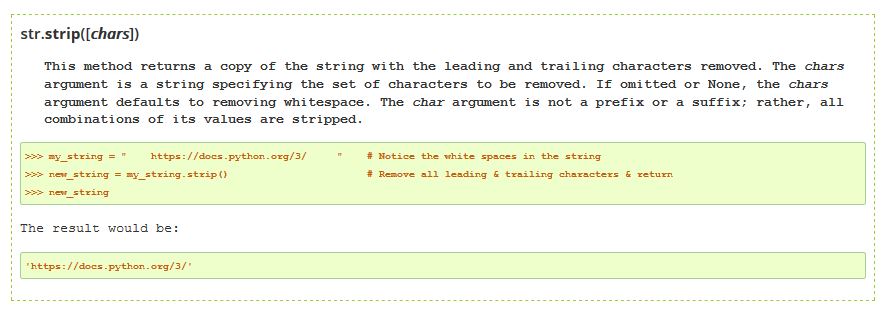 str.strip([chars])
This method returns a copy of the string with the leading and trailing characters removed. The chars
argument is a string specifying the set of characters to be removed. If omitted or None, the chars
argument defaults to removing whitespace. The char argument is not a prefix or a suffix; rather, all
combinations of its values are stripped.
>>> my_string = "    https://docs.python.org/3/     "    # Notice the white spaces in the string
>>> new_string = my_string.strip()                       # Remove all leading & trailing characters & return
>>> new_string
The result would be:
'https://docs.python.org/3/'